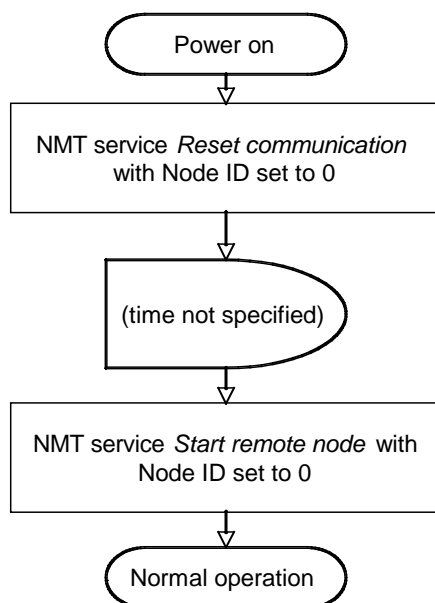 Power on
NMT service Reset communication
with Node ID set to 0
(time not specified)
NMT service Start remote node with
Node ID set to 0
Normal operation